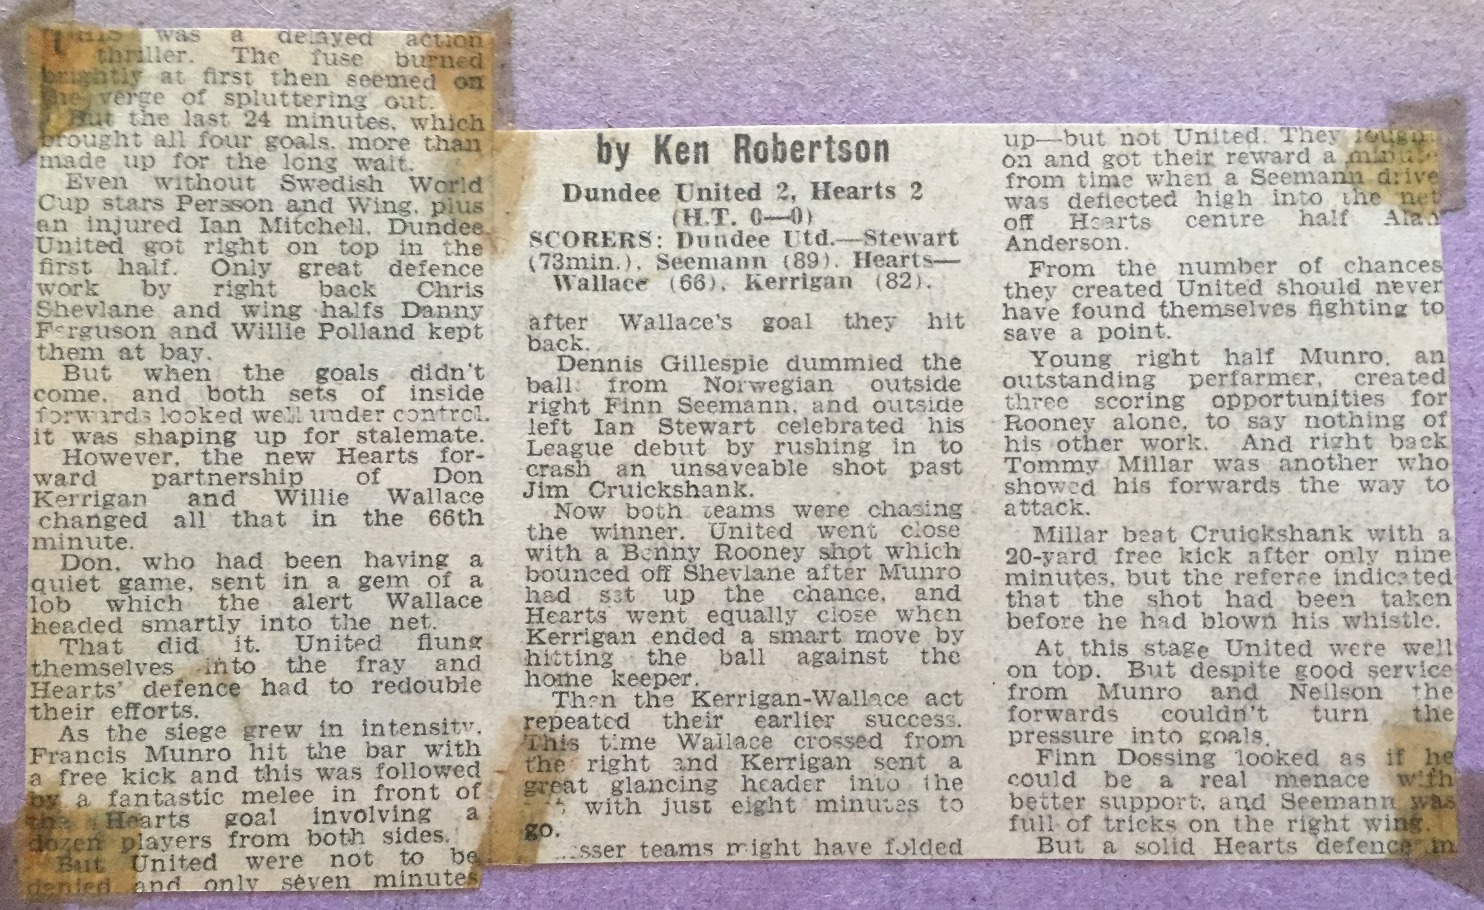 THIS was a delayed action
thriller. The fuse burned
brightly at first then seemed on
the verge of spluttering out.
But the last 24 minutes, which
brought all four goals, more than
made up for the long wait.
Even without Swedish World
Cup stars Persson and Wing, plus
an injured Ian Mitchell, Dundee
United got right on top in the
first half. Only great defence
work by right back Chris
Shevlane and wing halfs Danny
Ferguson and Willie Polland kept
them at bay.
But when the goals didn't
come, and both sets of inside
forwards looked well under control,
it was shaping up for stalemate.
However, the new Hearts for-
ward partnership of Don
Kerrigan and Willie Wallace
changed all that in the 66th
minute.
Don, who had been having a
quiet game, sent in a gem of a
lob which the alert Wallace
headed smartly into the net.
That did it. United flung
themselves into the fray and
Hearts' defence had to redouble
their efforts.
As the siege grew in intensity,
Francis Munro hit the bar with
a free kick and this was followed
by a fantastic melee in front of
the Hearts goal involving a
dozen players from both sides.
But United were not to be
denied and only seven minutes
by Ken Robertson
Dundee United 2, Hearts 2
(H.T. 0—0)
SCORERS: Dundee Utd.—Stewart
(73min.), Seemann (89). Hearts—
Wallace (66), Kerrigan (82).
after Wallace's goal they hit
back.
Dennis Gillespie dummied the
ball from Norwegian outside
right Finn Seemann, and outside
left Ian Stewart celebrated his
League debut by rushing in to
crash an unsaveable shot past
Jim Cruickshank.
Now both teams were chasing
the winner. United went close
with a Benny Rooney shot which
bounced off Shevlane after Munro
had set up the chance, and
Hearts went equally close when
Kerrigan ended a smart move by
hitting the ball against the
home keeper.
Then the Kerrigan-Wallace act
repeated their earlier success.
This time Wallace crossed from
the right and Kerrigan sent a
great glancing header into the
with just eight minutes to
go.
sser teams might have folded
up—but not United. They fought
on and got their reward a minute
from time when a Seemann drive
was deflected high into the net
off Hearts centre half Alan
Anderson.
From the number of chances
they created United should never
have found themselves fighting to
save a point.
Young right half Munro, an
outstanding perfarmer, created
three scoring opportunities for
Rooney alone, to say nothing of
his other work. And right back
Tommy Millar was another who
showed his forwards the way to
attack.
Millar beat Cruickshank with a
20-yard free kick after only nine
minutes, but the referee indicated
that the shot had been taken
before he had blown his whistle.
At this stage United were well
on top. But despite good service
from Munro and Neilson the
forwards couldn't turn the
pressure into goals.
Finn Dossing looked as if he
could be a real menace with
better support, and Seemann was
full of tricks on the right wing.
But a solid Hearts defence in